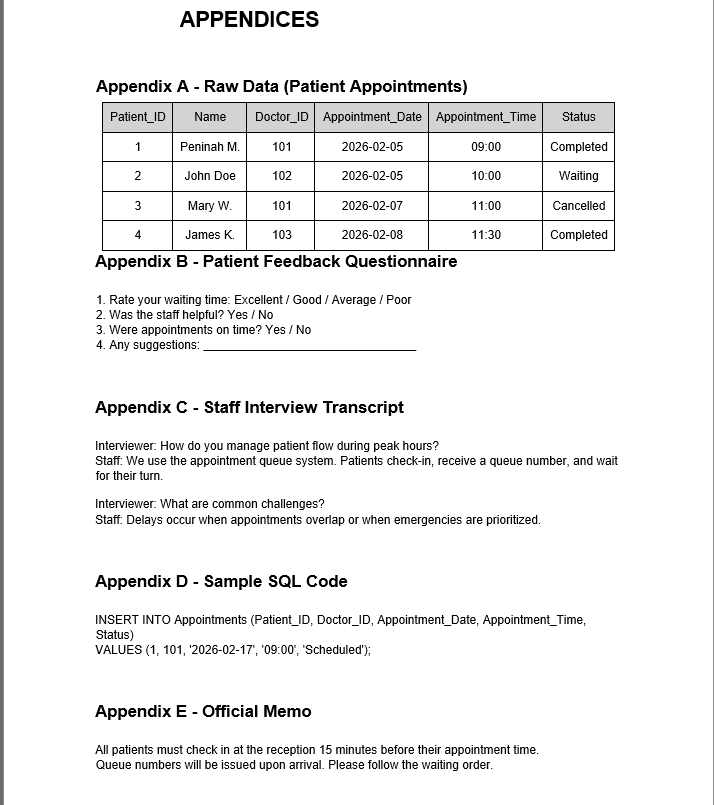 APPENDICES
Appendix A - Raw Data (Patient Appointments)
Patient_ID Name Doctor_ID Appointment_Date Appointment_Time Status
1 Peninah M. 101 2026-02-05 09:00 Completed
2 John Doe 102 2026-02-05 10:00 Waiting
3 Mary W. 101 2026-02-07 11:00 Cancelled
4 James K. 103 2026-02-08 11:30 Completed
Appendix B - Patient Feedback Questionnaire
1. Rate your waiting time: Excellent / Good / Average / Poor
2. Was the staff helpful? Yes / No
3. Were appointments on time? Yes / No
4. Any suggestions: _________________________________
Appendix C - Staff Interview Transcript
Interviewer: How do you manage patient flow during peak hours?
Staff: We use the appointment queue system. Patients check-in, receive a queue number, and wait
for their turn.
Interviewer: What are common challenges?
Staff: Delays occur when appointments overlap or when emergencies are prioritized.
Appendix D - Sample SQL Code
INSERT INTO Appointments (Patient_ID, Doctor_ID, Appointment_Date, Appointment_Time,
Status)
VALUES (1, 101, '2026-02-17', '09:00', 'Scheduled');
Appendix E - Official Memo
All patients must check in at the reception 15 minutes before their appointment time.
Queue numbers will be issued upon arrival. Please follow the waiting order.